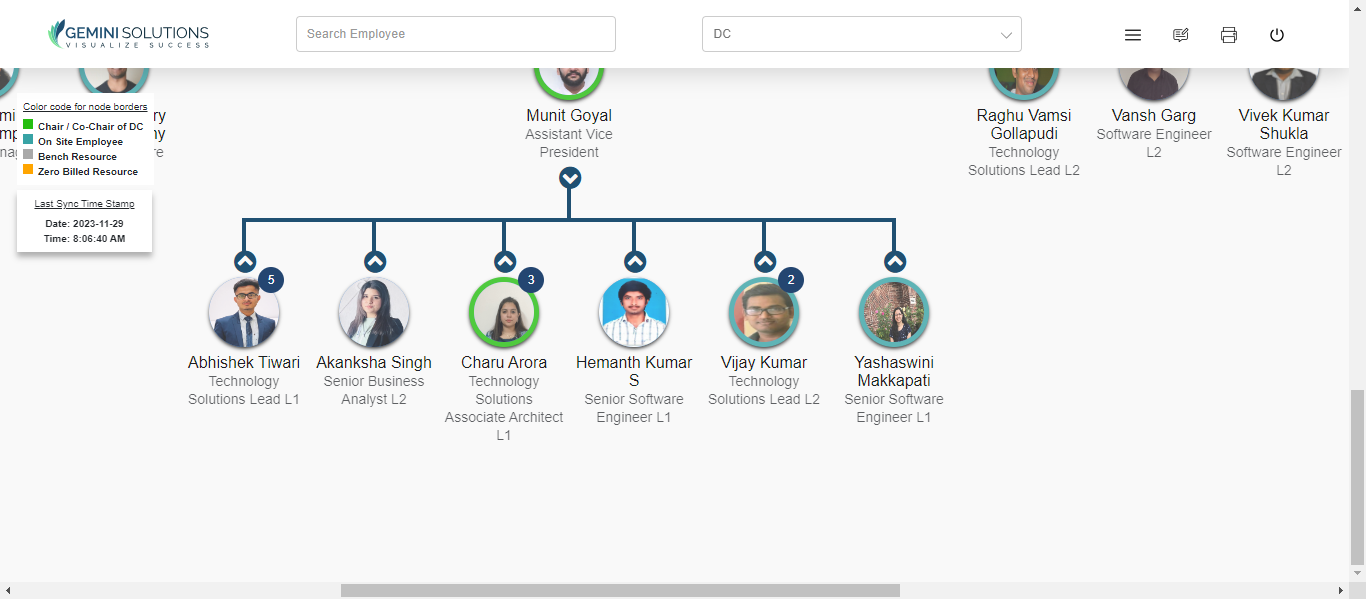 GEMINI SOLUTIONS
VISUALIZE SUCCESS
Search Employee
DC
Color code for node borders
Chair / Co-Chair of DC
On Site Employee
Bench Resource
Zero Billed Resource
Last Sync Time Stamp
Date: 2023-11-29
Time: 8:06:40 AM
Munit Goyal
Assistant Vice
President
Raghu Vamsi
Gollapudi
Technology
Solutions Lead L2
Vansh Garg
Software Engineer
L2
Vivek Kumar
Shukla
Software Engineer
L2
5
Abhishek Tiwari
Technology
Solutions Lead L1
Akanksha Singh
Senior Business
Analyst L2
3
Charu Arora
Technology
Solutions
Associate Architect
L1
Hemanth Kumar
S
Senior Software
Engineer L1
2
Vijay Kumar
Technology
Solutions Lead L2
Yashaswini
Makkapati
Senior Software
Engineer L1